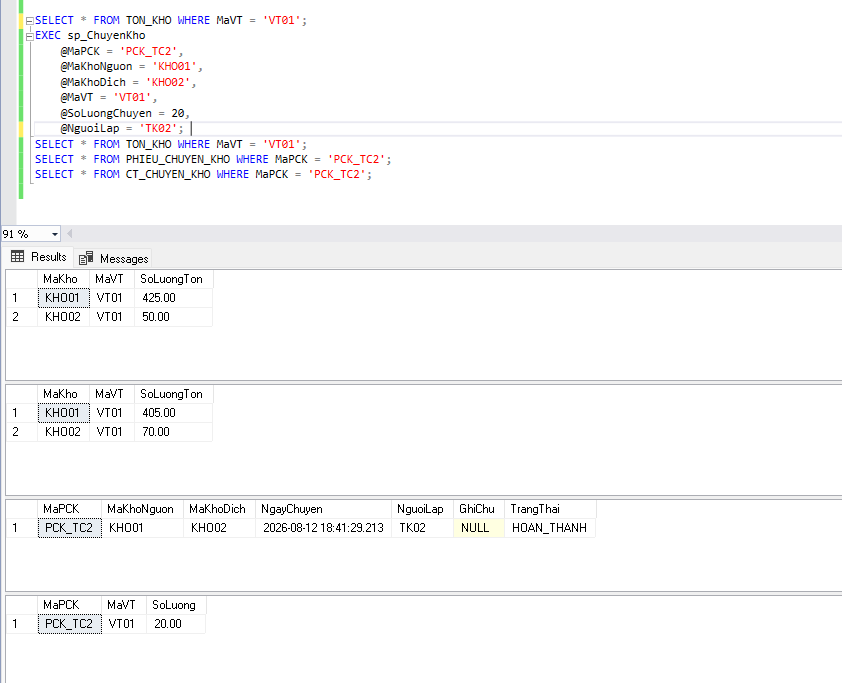 SELECT * FROM TON_KHO WHERE MaVT = 'VT01';
EXEC sp_ChuyenKho
@MaPCK = 'PCK_TC2',
@MaKhoNguon = 'KHO01',
@MaKhoDich = 'KHO02',
@MaVT = 'VT01',
@SoLuongChuyen = 20,
@NguoiLap = 'TK02';
SELECT * FROM TON_KHO WHERE MaVT = 'VT01';
SELECT * FROM PHIEU_CHUYEN_KHO WHERE MaPCK = 'PCK_TC2';
SELECT * FROM CT_CHUYEN_KHO WHERE MaPCK = 'PCK_TC2';
91 %
Results Messages
MaKho MaVT SoLuongTon
1 KHO01 VT01 425.00
2 KHO02 VT01 50.00
MaKho MaVT SoLuongTon
1 KHO01 VT01 405.00
2 KHO02 VT01 70.00
MaPCK MaKhoNguon MaKhoDich NgayChuyen NguoiLap GhiChu TrangThai
1 PCK_TC2 KHO01 KHO02 2026-08-12 18:41:29.213 TK02 NULL HOAN_THANH
MaPCK MaVT SoLuong
1 PCK_TC2 VT01 20.00